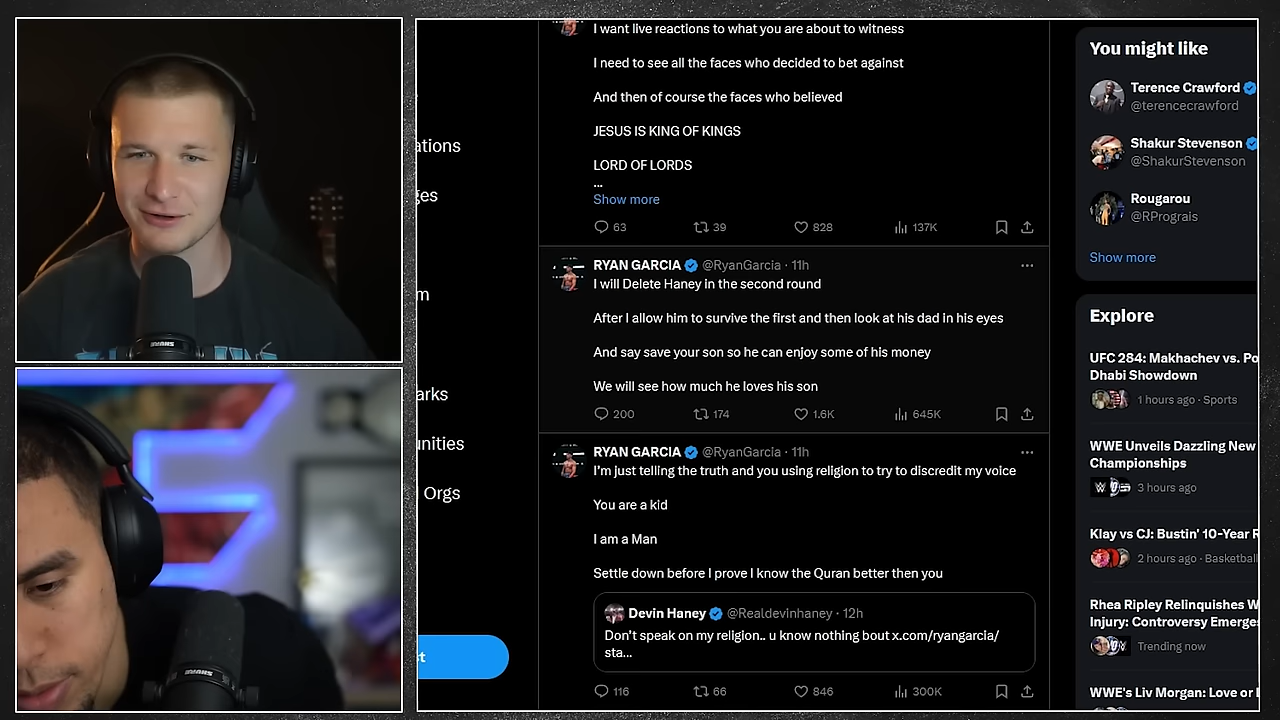 I want live reactions to what you are about to witness
I need to see all the faces who decided to bet against
And then of course the faces who believed
JESUS IS KING OF KINGS
LORD OF LORDS
...
Show more
63 39 828 137K
RYAN GARCIA @RyanGarcia · 11h
I will Delete Haney in the second round
After I allow him to survive the first and then look at his dad in his eyes
And say save your son so he can enjoy some of his money
We will see how much he loves his son
200 174 1.6K 645K
RYAN GARCIA @RyanGarcia · 11h
I'm just telling the truth and you using religion to try to discredit my voice
You are a kid
I am a Man
Settle down before I prove I know the Quran better then you
Devin Haney @Realdevinhaney · 12h
Don't speak on my religion.. u know nothing bout x.com/ryangarcia/
sta...
116 66 846 300K
ations
ges
m
arks
unities
Orgs
t
You might like
Terence Crawford
@terencecrawford
Shakur Stevenson
@ShakurStevenson
Rougarou
@RPrograis
Show more
Explore
UFC 284: Makhachev vs. Po
Dhabi Showdown
1 hours ago · Sports
WWE Unveils Dazzling New
Championships
3 hours ago
Klay vs CJ: Bustin' 10-Year R
2 hours ago · Basketball
Rhea Ripley Relinquishes W
Injury: Controversy Emerge
Trending now
WWE's Liv Morgan: Love or